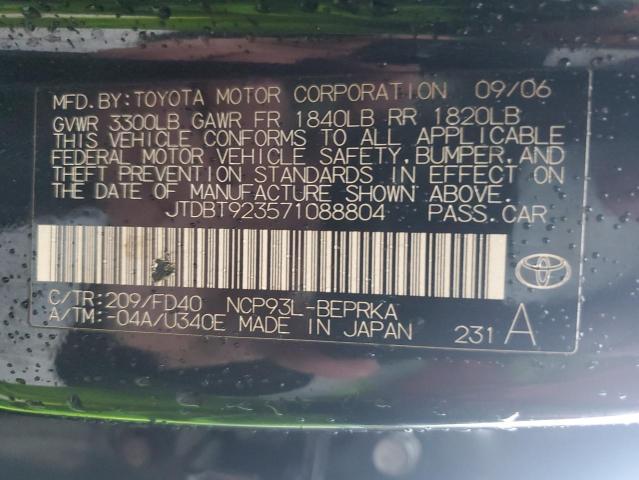 MFD.BY:TOYOTA MOTOR CORPORATION 09/06
GVWR 3300LB GAWR FR 1840LB RR 1820LB
THIS VEHICLE CONFORMS TO ALL APPLICABLE
FEDERAL MOTOR VEHICLE SAFETY,BUMPER,AND
THEFT PREVENTION STANDARDS IN EFFECT ON
THE DATE OF MANUFACTURE SHOWN ABOVE.
JTDBT923571088804 PASS.CAR
C/TR:209/FD40 NCP93L-BEPRKA
A/TM:-04A/U340E MADE IN JAPAN 231 A